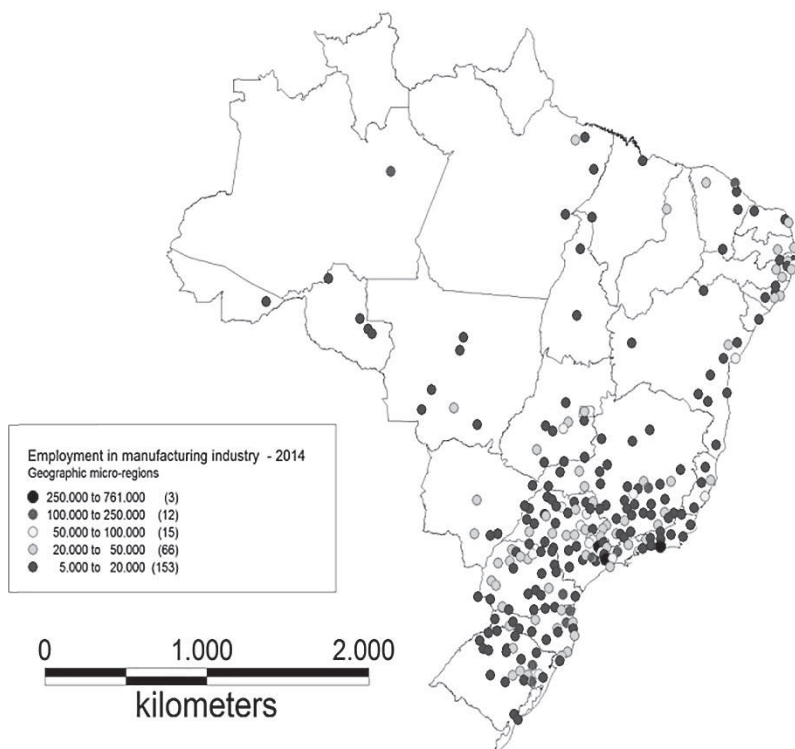 Employment in manufacturing industry - 2014
Geographic micro-regions
250.000 to 761.000 (3)
100.000 to 250.000 (12)
50.000 to 100.000 (15)
20.000 to 50.000 (66)
5.000 to 20.000 (153)
0 1.000 2.000
kilometers